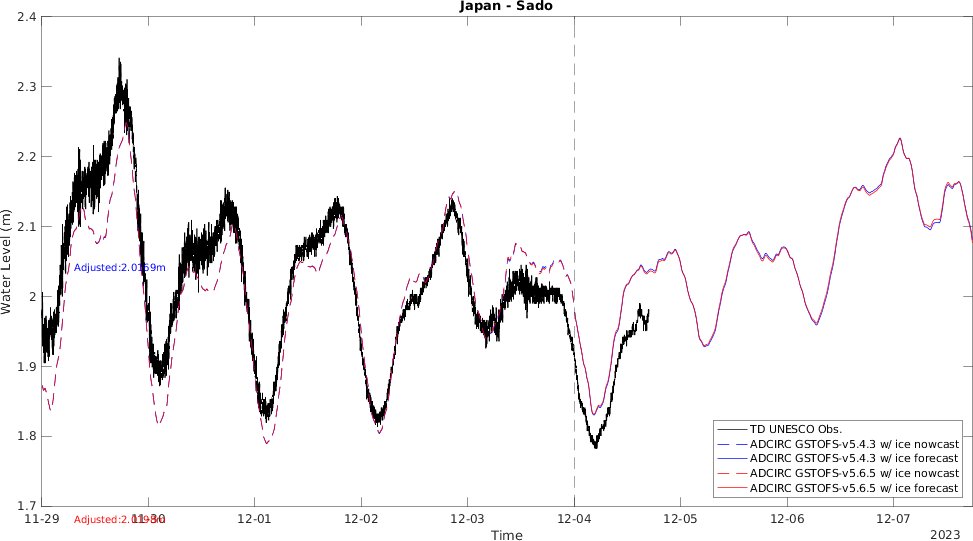 Japan - Sado
2.4
2.3
2.2
2.1
2
1.9
1.8
1.7
Water Level (m)
Adjusted:2.0159m
TD UNESCO Obs.
ADCIRC GSTOFS-v5.4.3 w/ ice nowcast
ADCIRC GSTOFS-v5.4.3 w/ ice forecast
ADCIRC GSTOFS-v5.6.5 w/ ice nowcast
ADCIRC GSTOFS-v5.6.5 w/ ice forecast
11-29
11-30
12-01
12-02
12-03
12-04
12-05
12-06
12-07
Time
2023